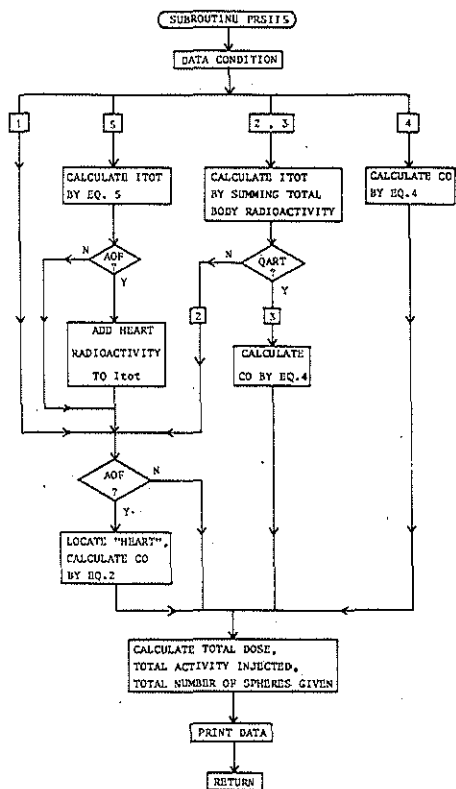 SUBROUTINE PRSII5
DATA CONDITION
1
5
2 , 3
4
CALCULATE ITOT
BY EQ. 5
CALCULATE ITOT
BY SUMMING TOTAL
BODY RADIOACTIVITY
CALCULATE CO
BY EQ.4
N
AOF
?
Y
N
QART
?
Y
2
3
ADD HEART
RADIOACTIVITY
TO Itot
CALCULATE
CO BY EQ.4
AOF
?
N
Y
LOCATE "HEART",
CALCULATE CO
BY EQ.2
CALCULATE TOTAL DOSE,
TOTAL ACTIVITY INJECTED,
TOTAL NUMBER OF SPHERES GIVEN
PRINT DATA
RETURN